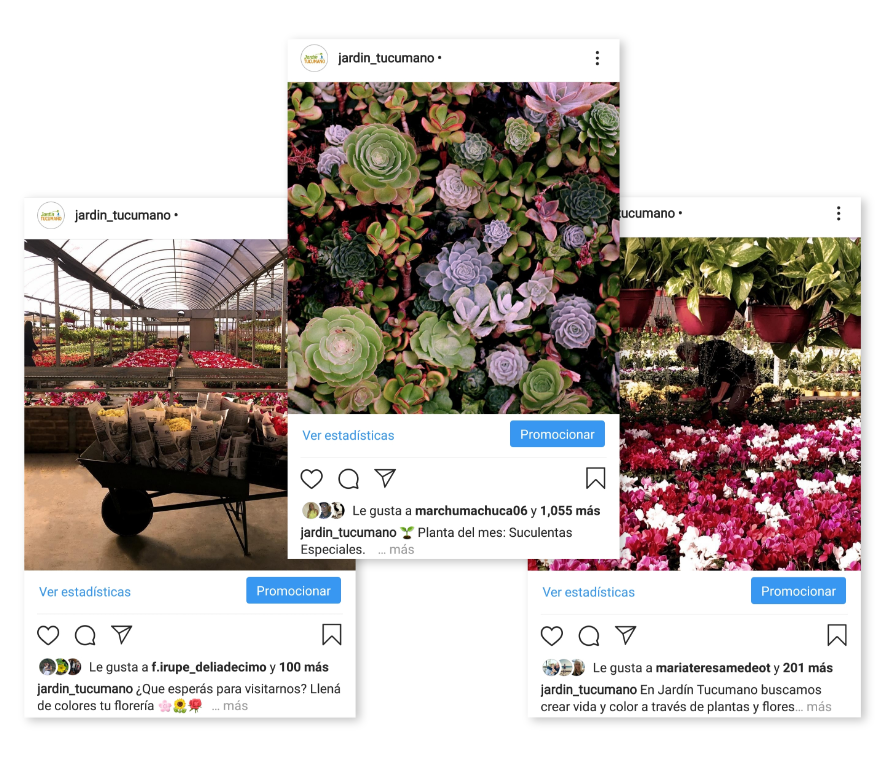 jardin_tucumano •
Ver estadísticas
Promocionar
Le gusta a marchumachuca06 y 1,055 más
jardin_tucumano 🌱 Planta del mes: Suculentas
Especiales. ... más
Jardín
TUCUMANO
jardin_tucumano •
Ver estadísticas
Promocionar
Le gusta a f.irupe_deliadecimo y 100 más
jardin_tucumano ¿Que esperás para visitarnos? Llená
de colores tu florería 🌸🌻🌹 ... más
tucumano •
Ver estadísticas
Promocionar
Le gusta a mariateresamedeot y 201 más
jardin_tucumano En Jardín Tucumano buscamos
crear vida y color a través de plantas y flores... más